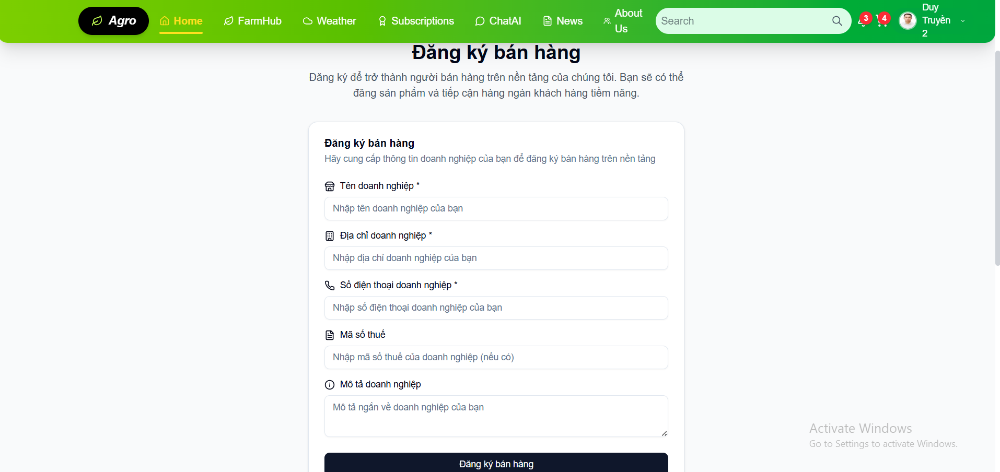 Agro
Home
FarmHub
Weather
Subscriptions
ChatAI
News
About
Us
Search
3
4
Duy
Truyền
2
Đăng ký bán hàng
Đăng ký để trở thành người bán hàng trên nền tảng của chúng tôi. Bạn sẽ có thể
đăng sản phẩm và tiếp cận hàng ngàn khách hàng tiềm năng.
Đăng ký bán hàng
Hãy cung cấp thông tin doanh nghiệp của bạn để đăng ký bán hàng trên nền tảng
Tên doanh nghiệp *
Nhập tên doanh nghiệp của bạn
Địa chỉ doanh nghiệp *
Nhập địa chỉ doanh nghiệp của bạn
Số điện thoại doanh nghiệp *
Nhập số điện thoại doanh nghiệp của bạn
Mã số thuế
Nhập mã số thuế của doanh nghiệp (nếu có)
Mô tả doanh nghiệp
Mô tả ngắn về doanh nghiệp của bạn
Đăng ký bán hàng
Activate Windows
Go to Settings to activate Windows.